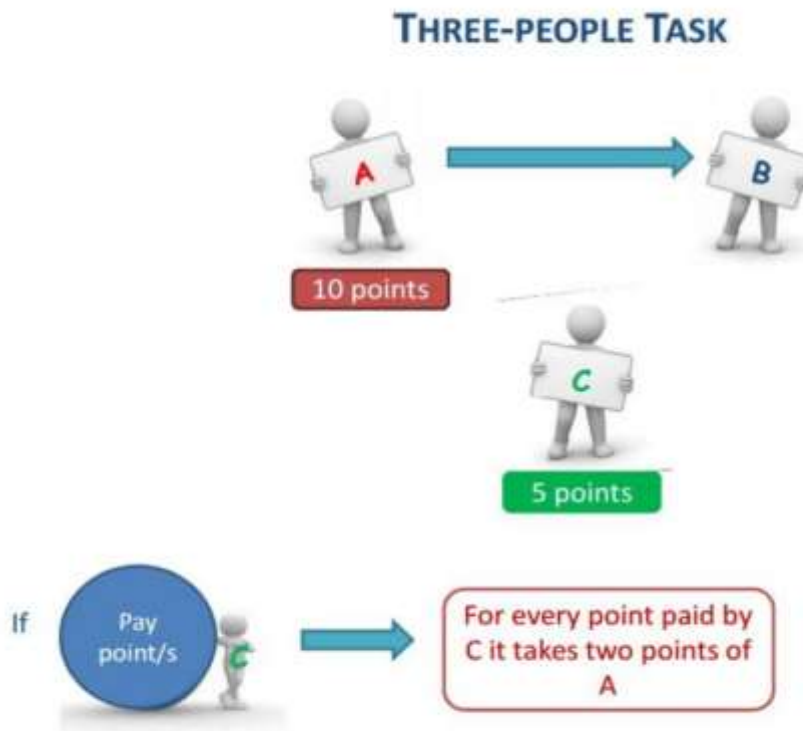 THREE-PEOPLE TASK
A
B
10 points
C
5 points
If
Pay
point/s
C
For every point paid by
C it takes two points of
A